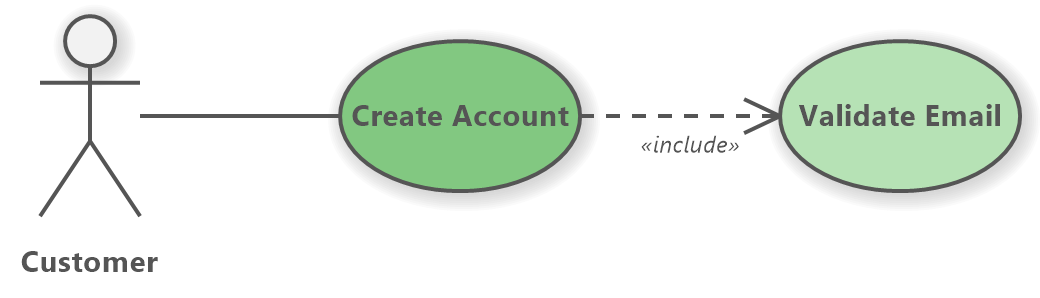 Create Account
Validate Email
«include»
Customer